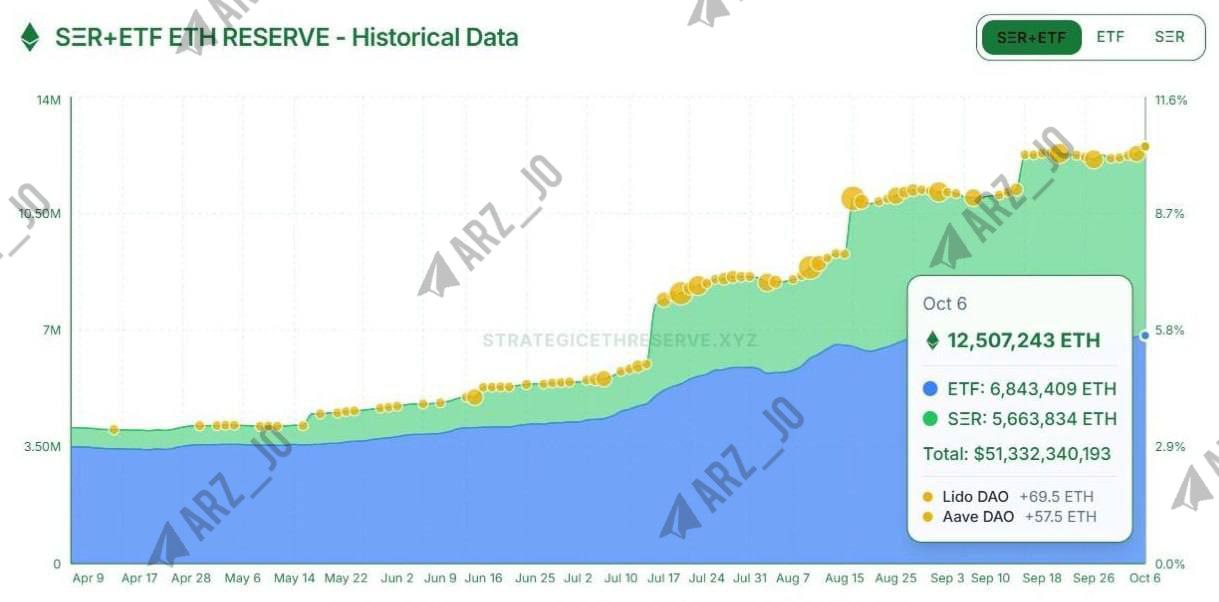 SΞR+ETF ETH RESERVE - Historical Data
SΞR+ETF ETF SΞR
14M
11.6%
10.50M
8.7%
7M
5.8%
3.50M
2.9%
0
0.0%
STRATEGICETHRESERVE.XYZ
Oct 6
12,507,243 ETH
ETF: 6,843,409 ETH
SΞR: 5,663,834 ETH
Total: $51,332,340,193
Lido DAO +69.5 ETH
Aave DAO +57.5 ETH
Apr 9 Apr 17 Apr 28 May 6 May 14 May 22 Jun 2 Jun 9 Jun 16 Jun 25 Jul 2 Jul 10 Jul 17 Jul 24 Jul 31 Aug 7 Aug 15 Aug 25 Sep 3 Sep 10 Sep 18 Sep 26 Oct 6
ARZ_JO
ARZ_JO
ARZ_JO
ARZ_JO
ARZ_JO